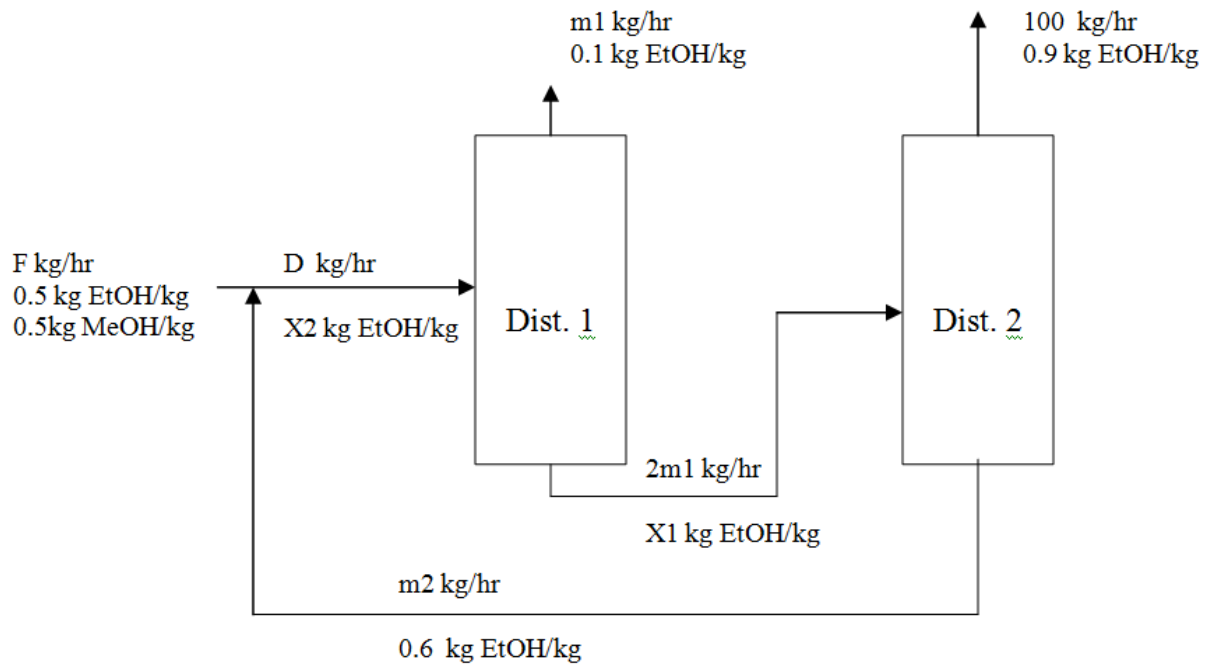 m1 kg/hr
0.1 kg EtOH/kg
100  kg/hr
0.9 kg EtOH/kg
F kg/hr
0.5 kg EtOH/kg
0.5kg MeOH/kg
D  kg/hr
X2 kg EtOH/kg
Dist. 1
Dist. 2
2m1 kg/hr
X1 kg EtOH/kg
m2 kg/hr
0.6  kg EtOH/kg